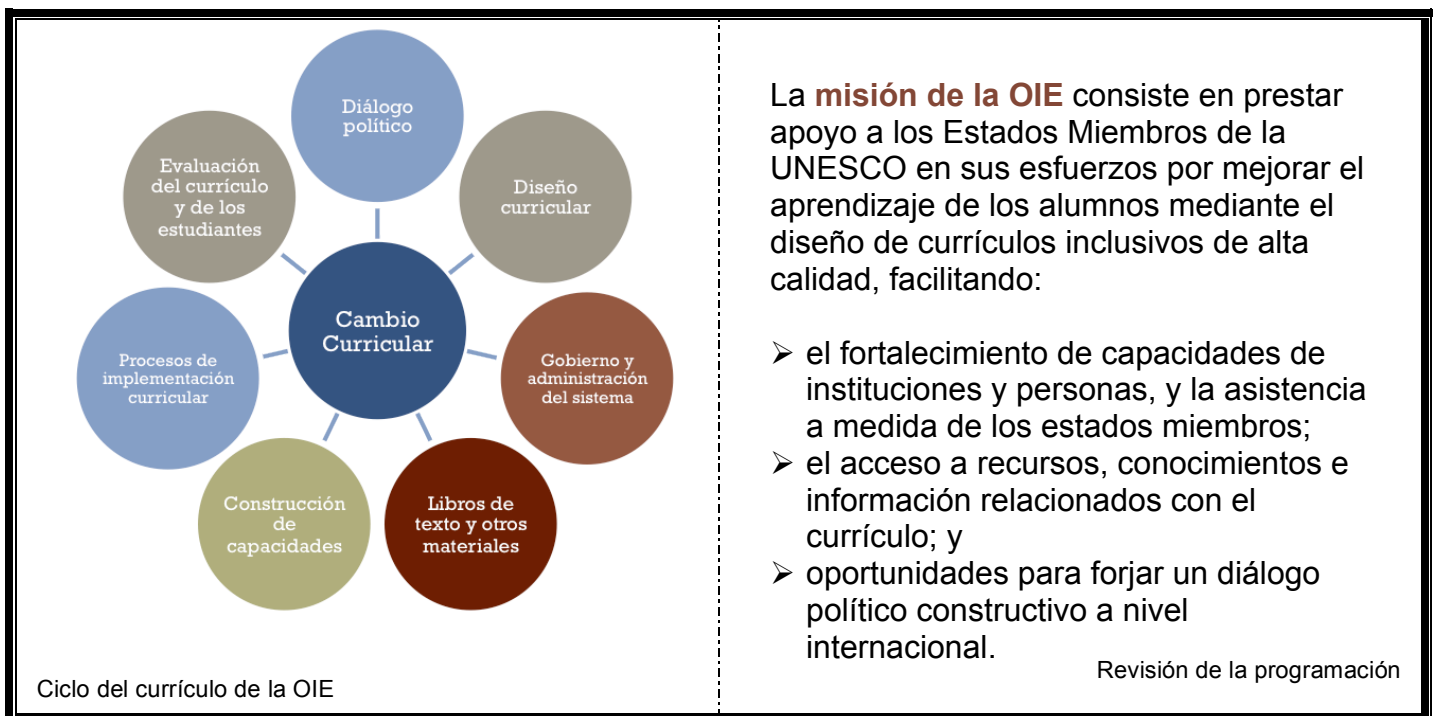 Diálogo
político
Diseño
curricular
Gobierno y
administración
del sistema
Libros de
texto y otros
materiales
Construcción
de
capacidades
Procesos de
implementación
curricular
Evaluación
del currículo
y de los
estudiantes
Cambio
Curricular
Ciclo del currículo de la OIE
La misión de la OIE consiste en prestar
apoyo a los Estados Miembros de la
UNESCO en sus esfuerzos por mejorar el
aprendizaje de los alumnos mediante el
diseño de currículos inclusivos de alta
calidad, facilitando:
➢ el fortalecimiento de capacidades de
instituciones y personas, y la asistencia
a medida de los estados miembros;
➢ el acceso a recursos, conocimientos e
información relacionados con el
currículo; y
➢ oportunidades para forjar un diálogo
político constructivo a nivel
internacional.
Revisión de la programación